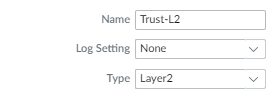 Name Trust-L2
Log Setting None
Type Layer2